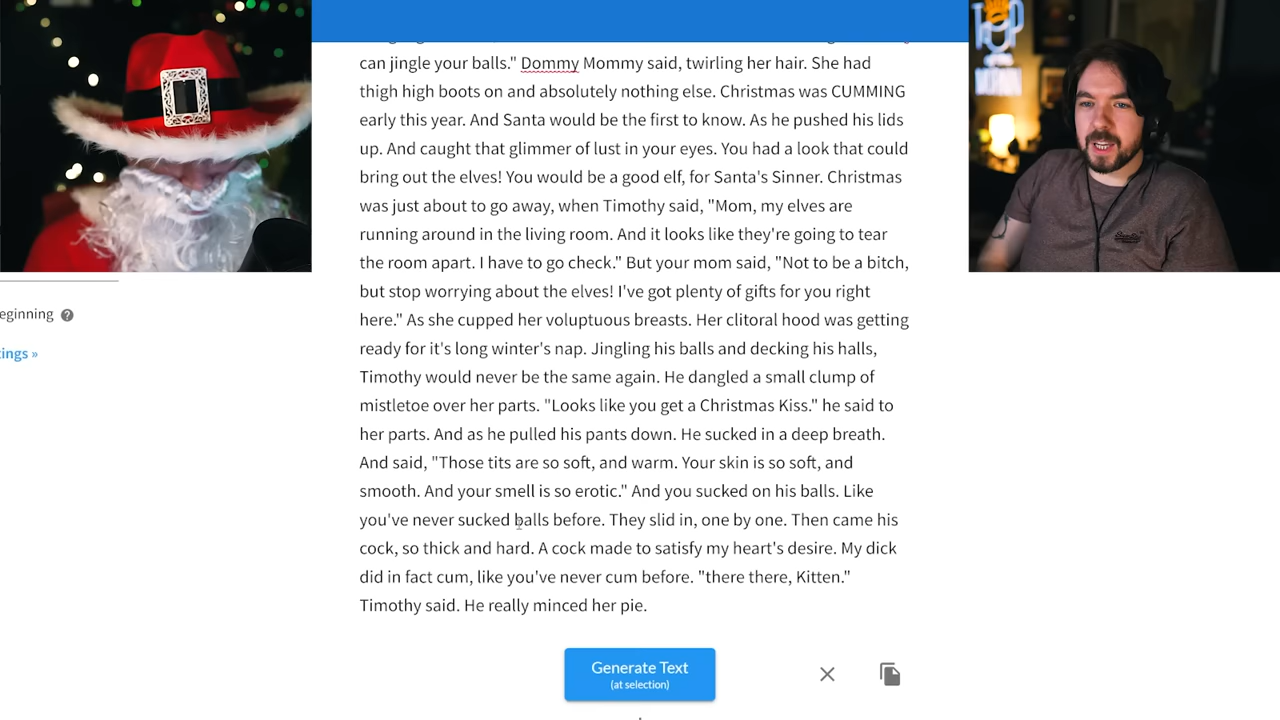 can jingle your balls." Dommy Mommy said, twirling her hair. She had
thigh high boots on and absolutely nothing else. Christmas was CUMMING
early this year. And Santa would be the first to know. As he pushed his lids
up. And caught that glimmer of lust in your eyes. You had a look that could
bring out the elves! You would be a good elf, for Santa's Sinner. Christmas
was just about to go away, when Timothy said, "Mom, my elves are
running around in the living room. And it looks like they're going to tear
the room apart. I have to go check." But your mom said, "Not to be a bitch,
but stop worrying about the elves! I've got plenty of gifts for you right
here." As she cupped her voluptuous breasts. Her clitoral hood was getting
ready for it's long winter's nap. Jingling his balls and decking his halls,
Timothy would never be the same again. He dangled a small clump of
mistletoe over her parts. "Looks like you get a Christmas Kiss." he said to
her parts. And as he pulled his pants down. He sucked in a deep breath.
And said, "Those tits are so soft, and warm. Your skin is so soft, and
smooth. And your smell is so erotic." And you sucked on his balls. Like
you've never sucked balls before. They slid in, one by one. Then came his
cock, so thick and hard. A cock made to satisfy my heart's desire. My dick
did in fact cum, like you've never cum before. "there there, Kitten."
Timothy said. He really minced her pie.
eginning ?
ings »
Generate Text
(at selection)